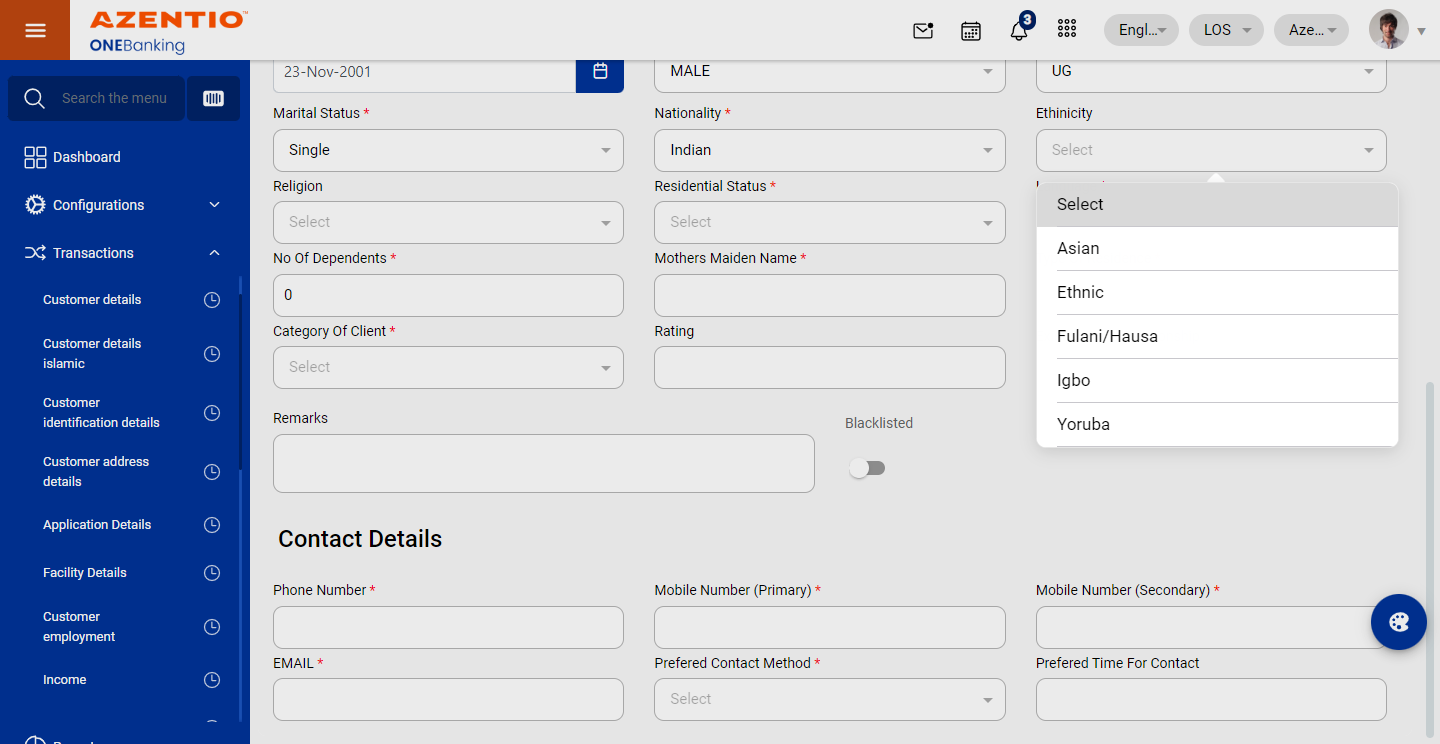 AZENTIO™
ONEBanking
3
Engl...
LOS
Aze...
Search the menu
Dashboard
Configurations
Transactions
Customer details
Customer details
islamic
Customer
identification details
Customer address
details
Application Details
Facility Details
Customer
employment
Income
23-Nov-2001
MALE
UG
Marital Status *
Nationality *
Ethinicity
Single
Indian
Select
Religion
Residential Status *
Select
Select
Select
Asian
Ethnic
Fulani/Hausa
Igbo
Yoruba
No Of Dependents *
Mothers Maiden Name *
0
Category Of Client *
Rating
Select
Remarks
Blacklisted
Contact Details
Phone Number *
Mobile Number (Primary) *
Mobile Number (Secondary) *
EMAIL *
Prefered Contact Method *
Prefered Time For Contact
Select